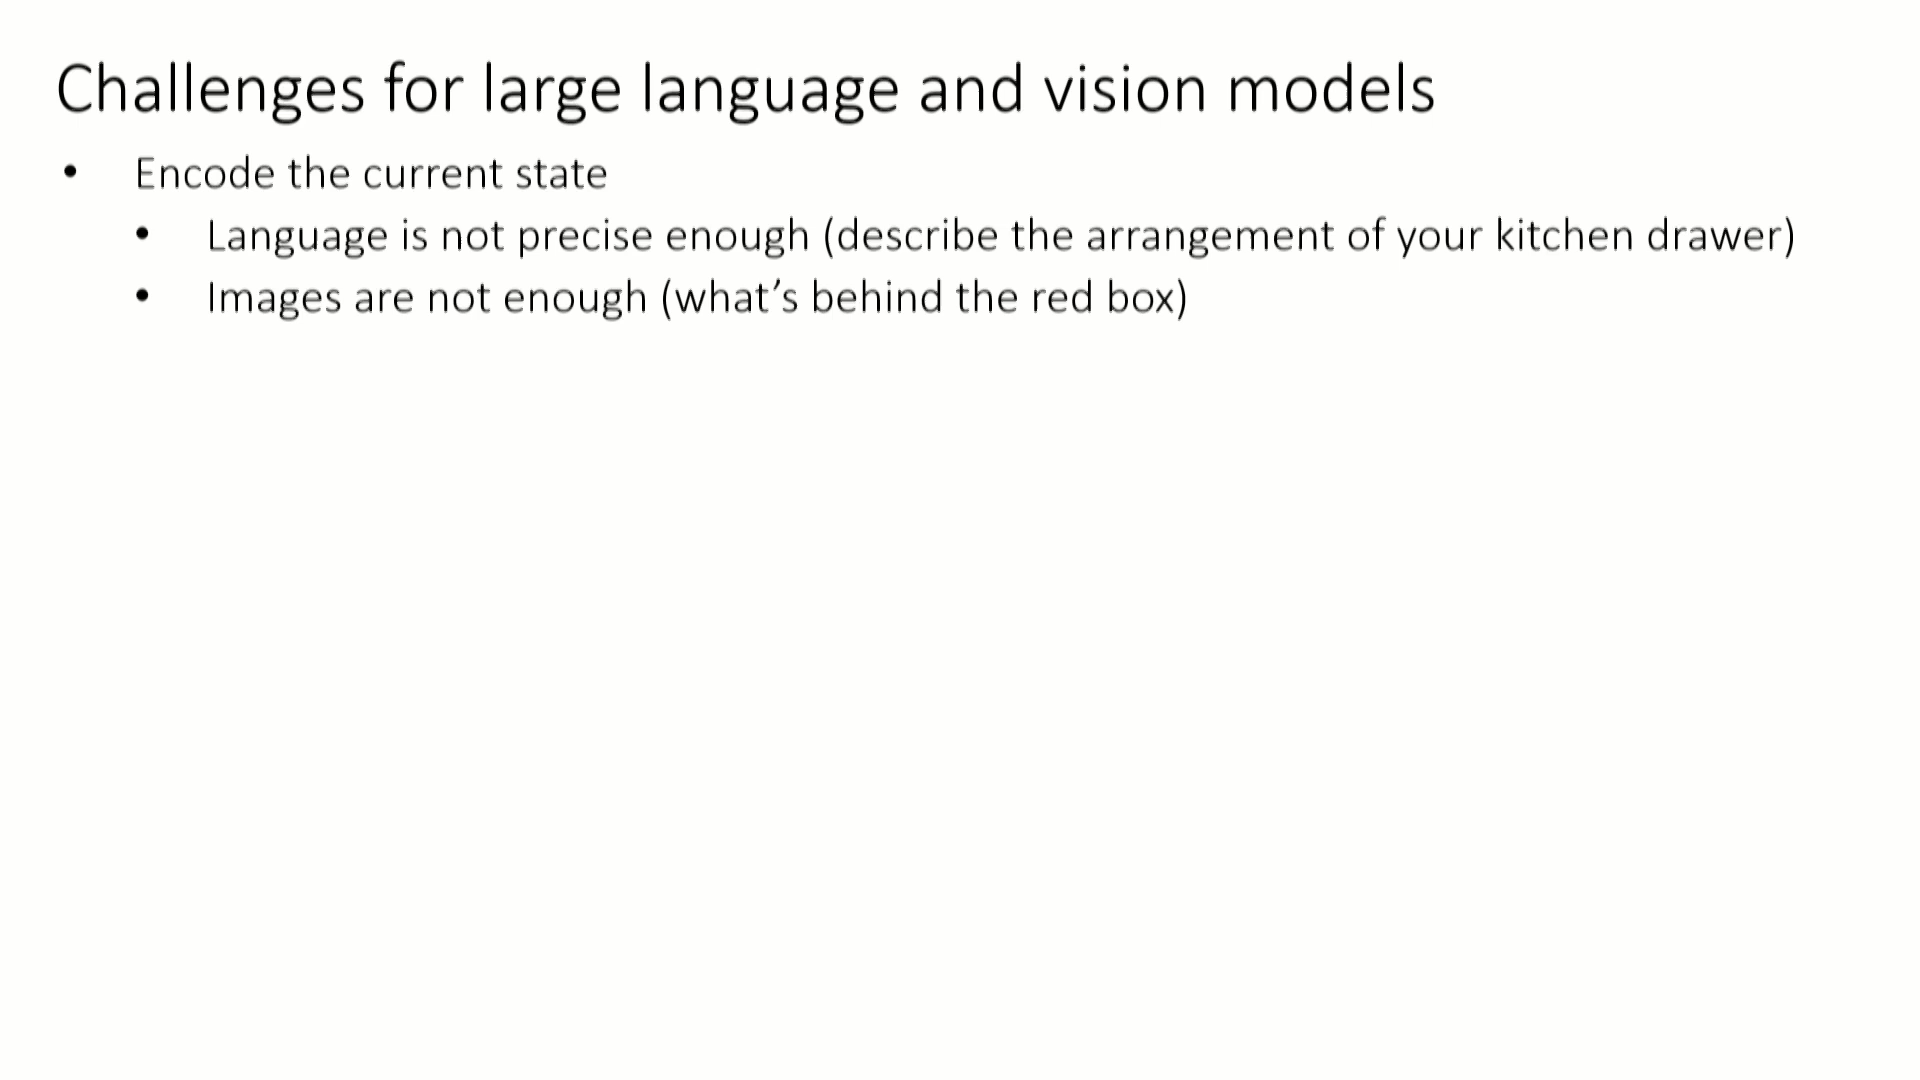 Challenges for large language and vision models
• Encode the current state
• Language is not precise enough (describe the arrangement of your kitchen drawer)
• Images are not enough (what’s behind the red box)